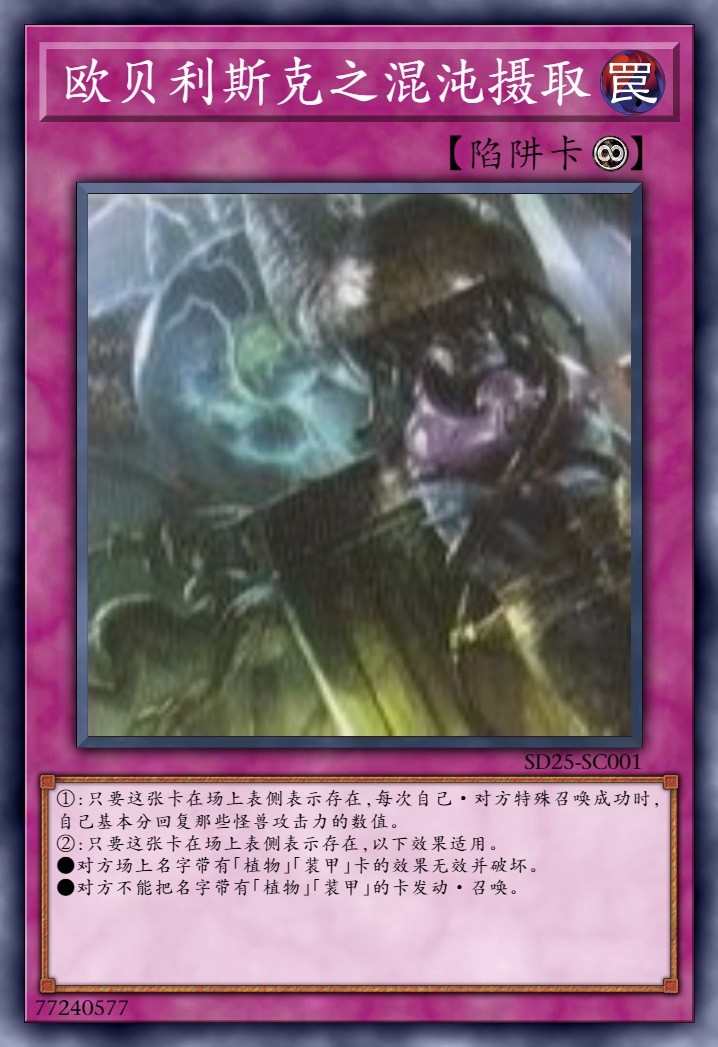 欧贝利斯克之混沌摄取 罠
【陷阱卡♾】
SD25-SC001
①:只要这张卡在场上表侧表示存在,每次自己·对方特殊召唤成功时,
自己基本分回复那些怪兽攻击力的数值。
②:只要这张卡在场上表侧表示存在,以下效果适用。
●对方场上名字带有「植物」「装甲」卡的效果无效并破坏。
●对方不能把名字带有「植物」「装甲」的卡发动·召唤。
77240577